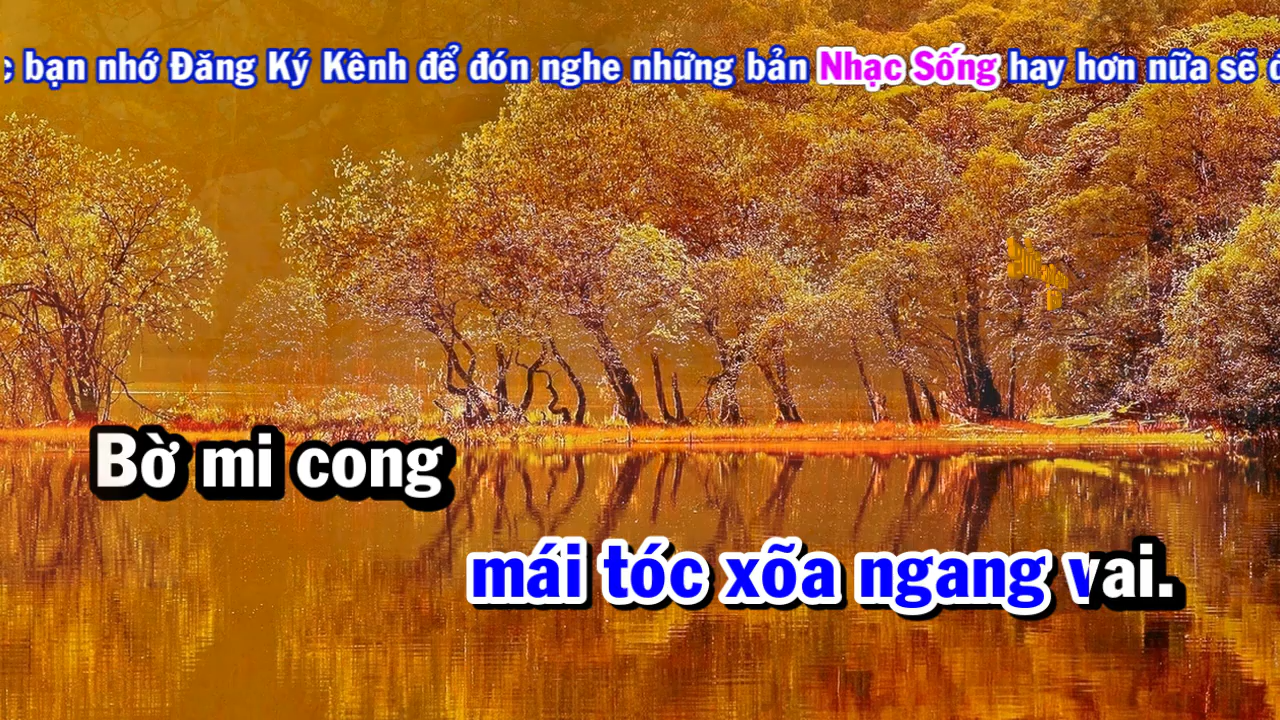 bạn nhớ Đăng Ký Kênh để đón nghe những bản Nhạc Sống hay hơn nữa sẽ
Bờ mi cong
mái tóc xõa ngang vai.